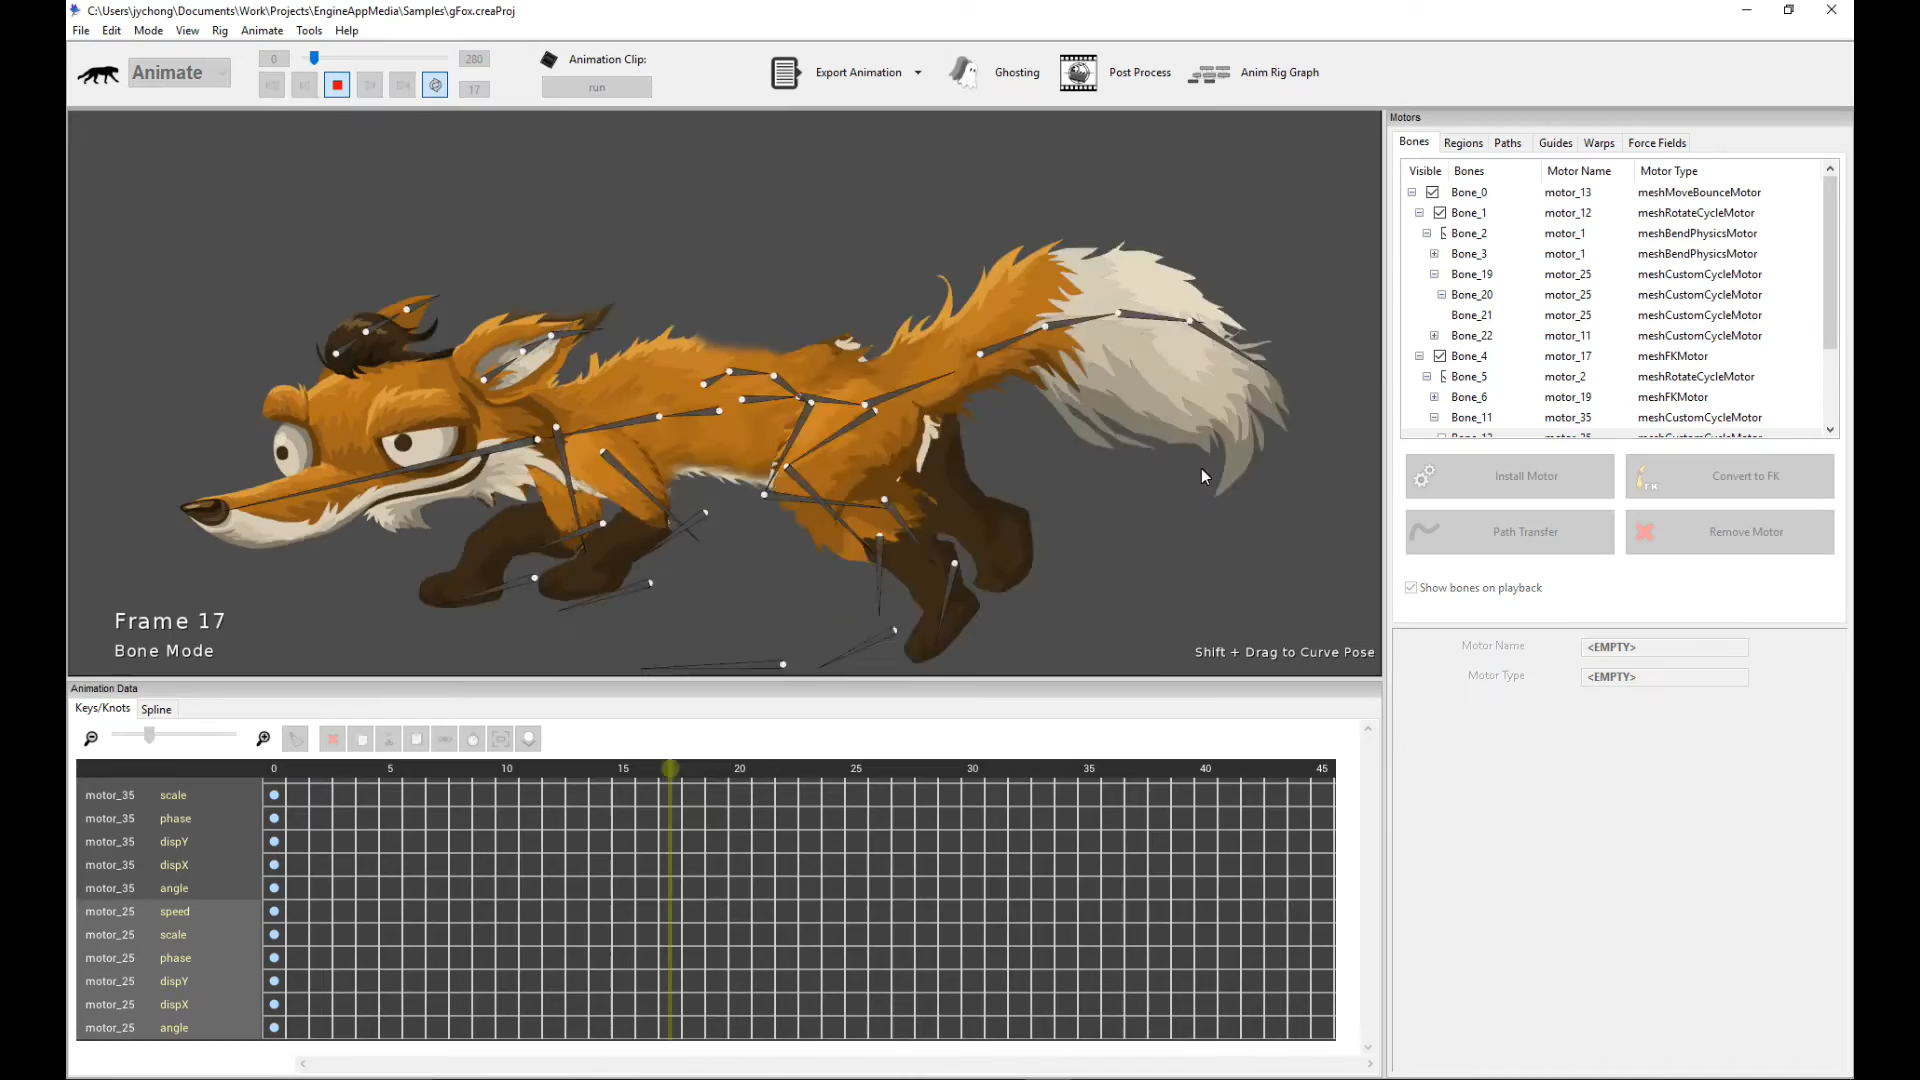 C:\Users\jychong\Documents\Work\Projects\EngineAppMedia\Samples\gFox.creaProj
File Edit Mode View Rig Animate Tools Help
Animate
0 280
17
Animation Clip:
run
Export Animation Ghosting Post Process Anim Rig Graph
Motors
Bones Regions Paths Guides Warps Force Fields
Visible Bones Motor Name Motor Type
Bone_0 motor_13 meshMoveBounceMotor
Bone_1 motor_12 meshRotateCycleMotor
Bone_2 motor_1 meshBendPhysicsMotor
Bone_3 motor_1 meshBendPhysicsMotor
Bone_19 motor_25 meshCustomCycleMotor
Bone_20 motor_25 meshCustomCycleMotor
Bone_21 motor_25 meshCustomCycleMotor
Bone_22 motor_11 meshCustomCycleMotor
Bone_4 motor_17 meshFKMotor
Bone_5 motor_2 meshRotateCycleMotor
Bone_6 motor_19 meshFKMotor
Bone_11 motor_35 meshCustomCycleMotor
Install Motor Convert to FK
Path Transfer Remove Motor
Show bones on playback
Motor Name <EMPTY>
Motor Type <EMPTY>
Frame 17
Bone Mode
Shift + Drag to Curve Pose
Animation Data
Keys/Knots Spline
0 5 10 15 20 25 30 35 40 45
motor_35 scale
motor_35 phase
motor_35 dispY
motor_35 dispX
motor_35 angle
motor_25 speed
motor_25 scale
motor_25 phase
motor_25 dispY
motor_25 dispX
motor_25 angle